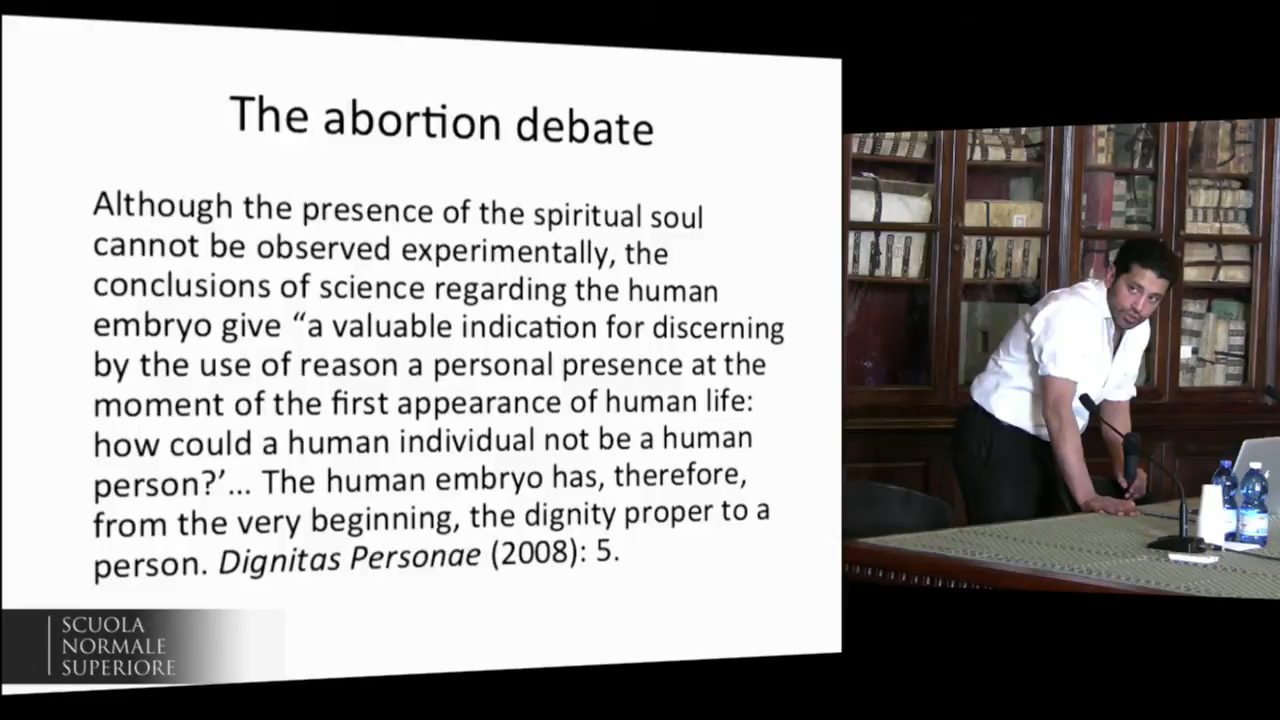 The abortion debate
Although the presence of the spiritual soul
cannot be observed experimentally, the
conclusions of science regarding the human
embryo give “a valuable indication for discerning
by the use of reason a personal presence at the
moment of the first appearance of human life:
how could a human individual not be a human
person?’... The human embryo has, therefore,
from the very beginning, the dignity proper to a
person. Dignitas Personae (2008): 5.
SCUOLA
NORMALE
SUPERIORE